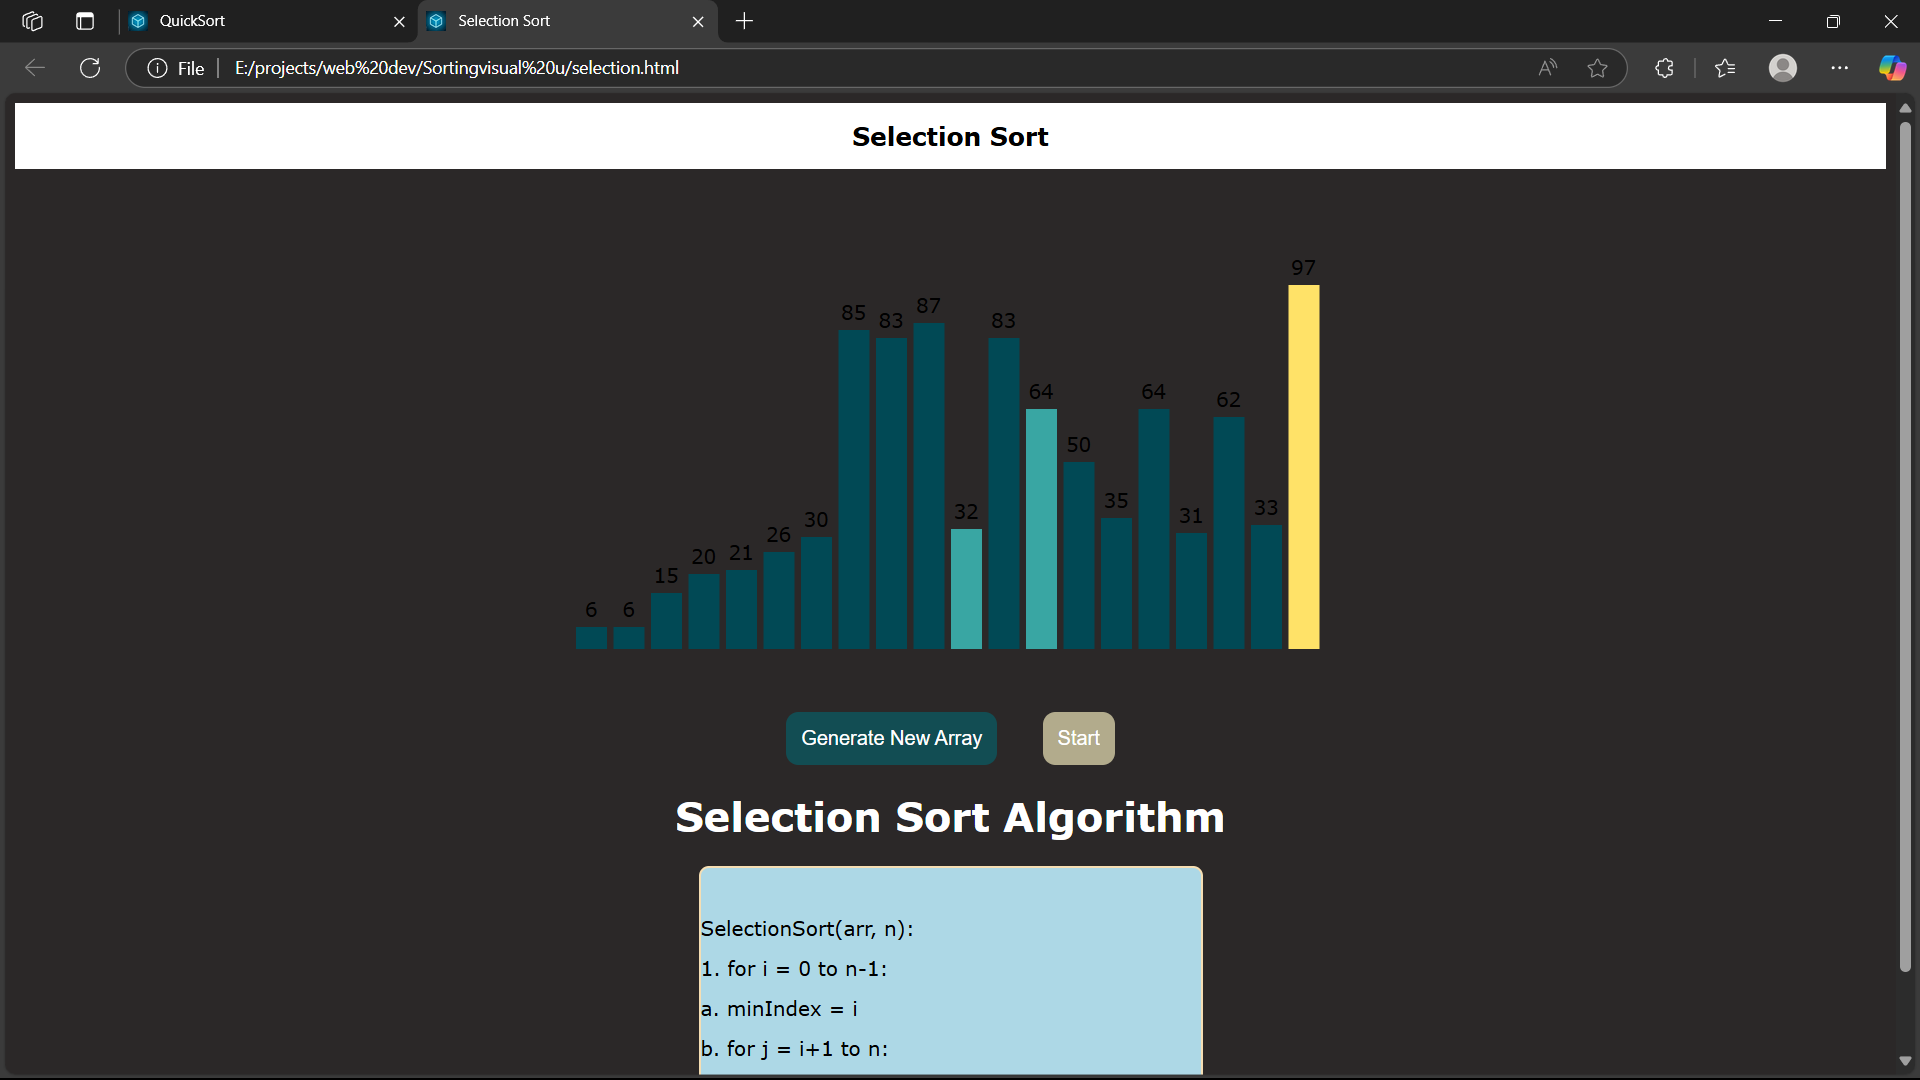 QuickSort
Selection Sort
File
E:/projects/web%20dev/Sortingvisual%20u/selection.html
Selection Sort
6 6 15 20 21 26 30 85 83 87 32 83 64 50 35 64 31 62 33 97
Generate New Array
Start
Selection Sort Algorithm
SelectionSort(arr, n):
1. for i = 0 to n-1:
a. minIndex = i
b. for j = i+1 to n: